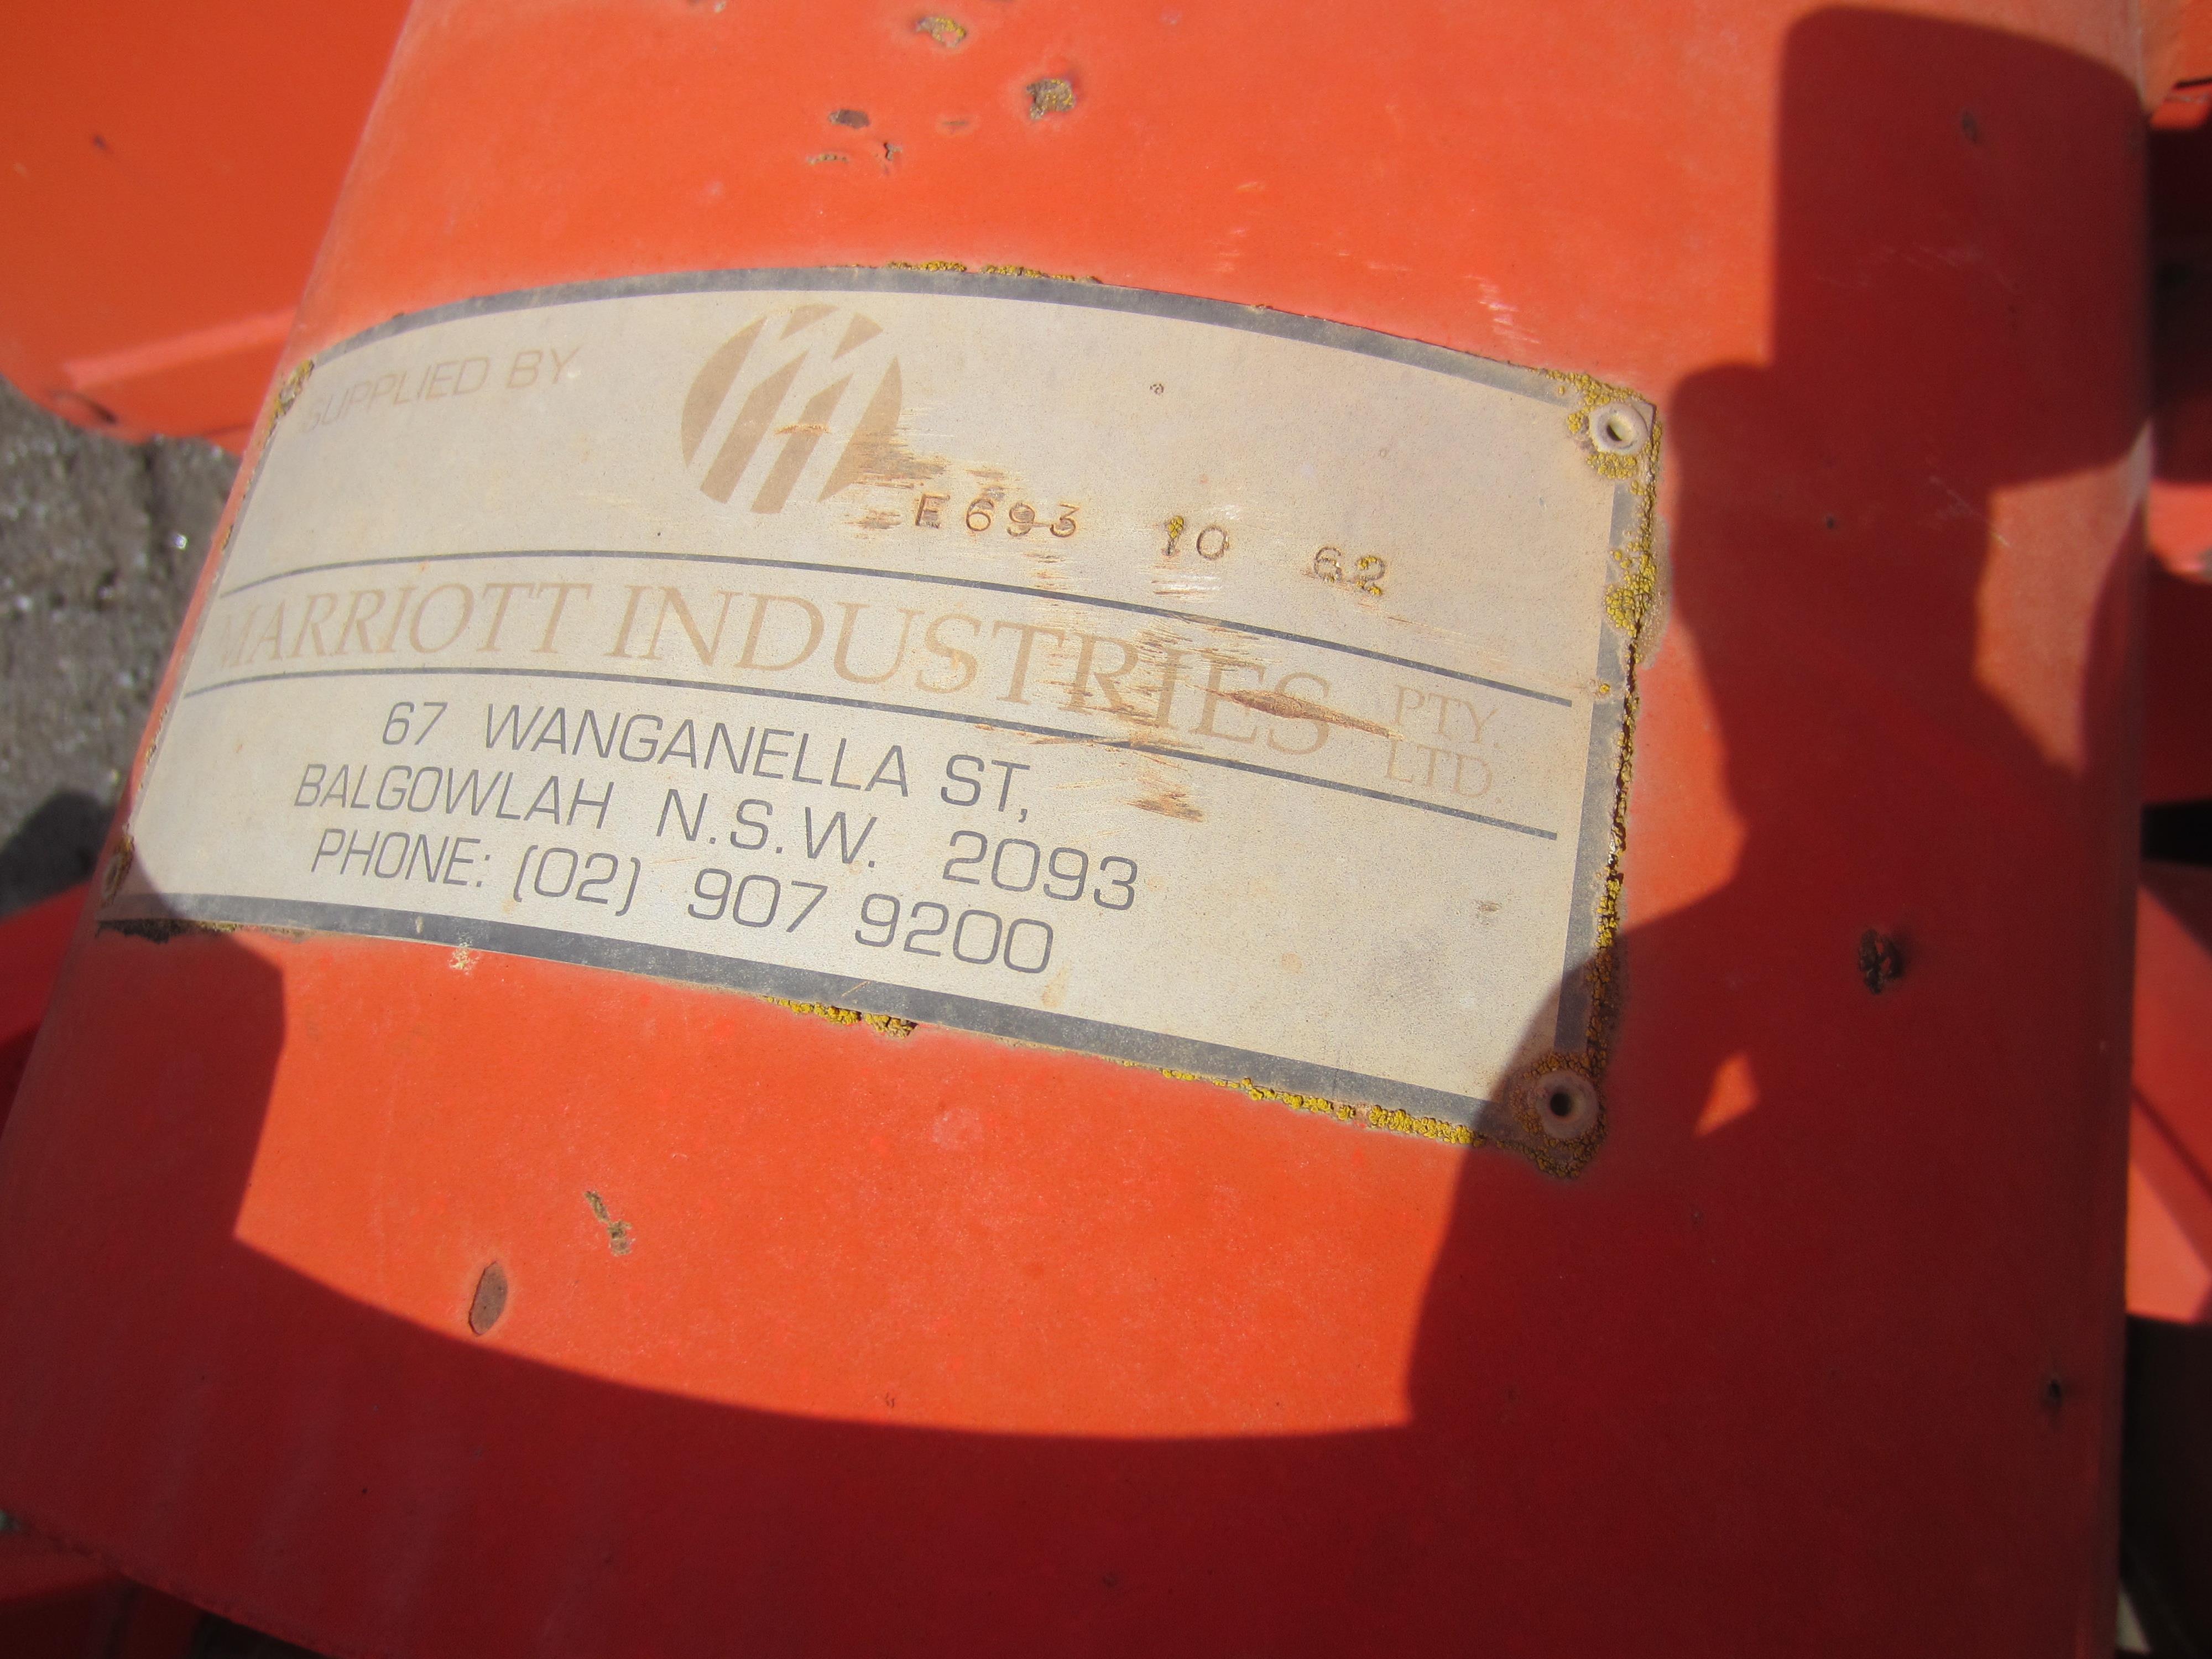 SUPPLIED BY
E693 10 62
MARRIOTT INDUSTRIES PTY. LTD.
67 WANGANELLA ST,
BALGOWLAH N.S.W. 2093
PHONE: (02) 907 9200